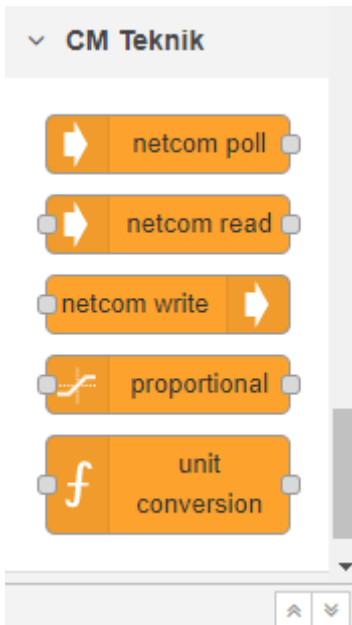 CM Teknik
netcom poll
netcom read
netcom write
proportional
unit
conversion